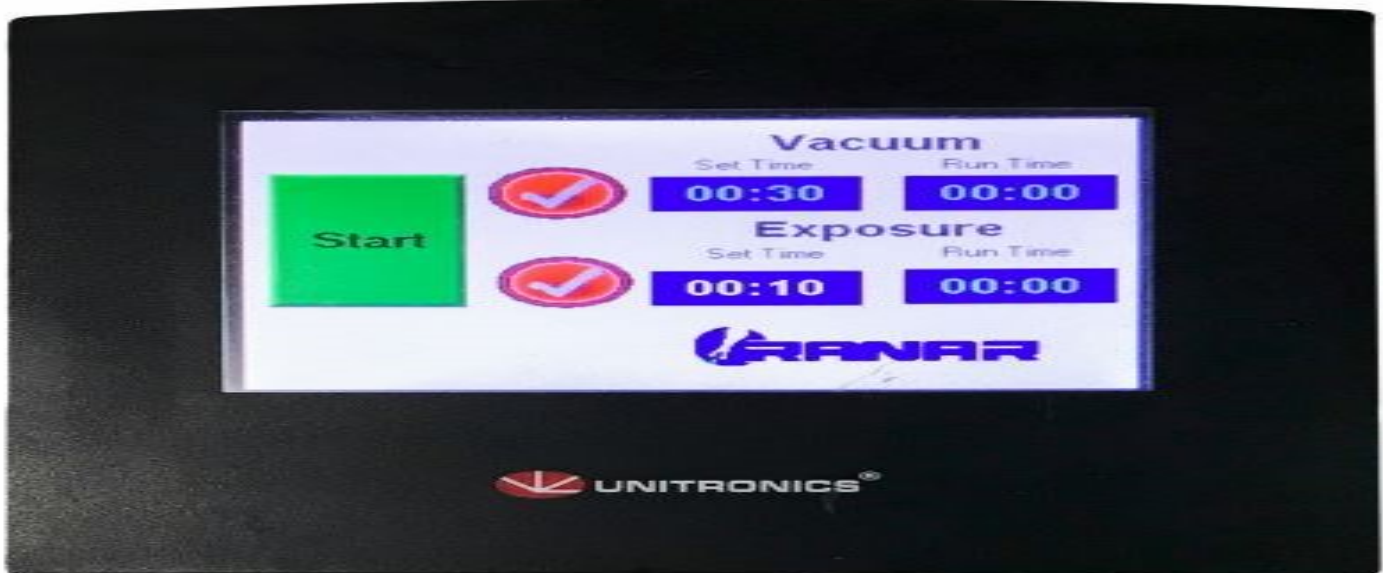 Vacuum
Set Time Run Time
00:30 00:00
Start
Exposure
Set Time Run Time
00:10 00:00
RANAR
UNITRONICS®